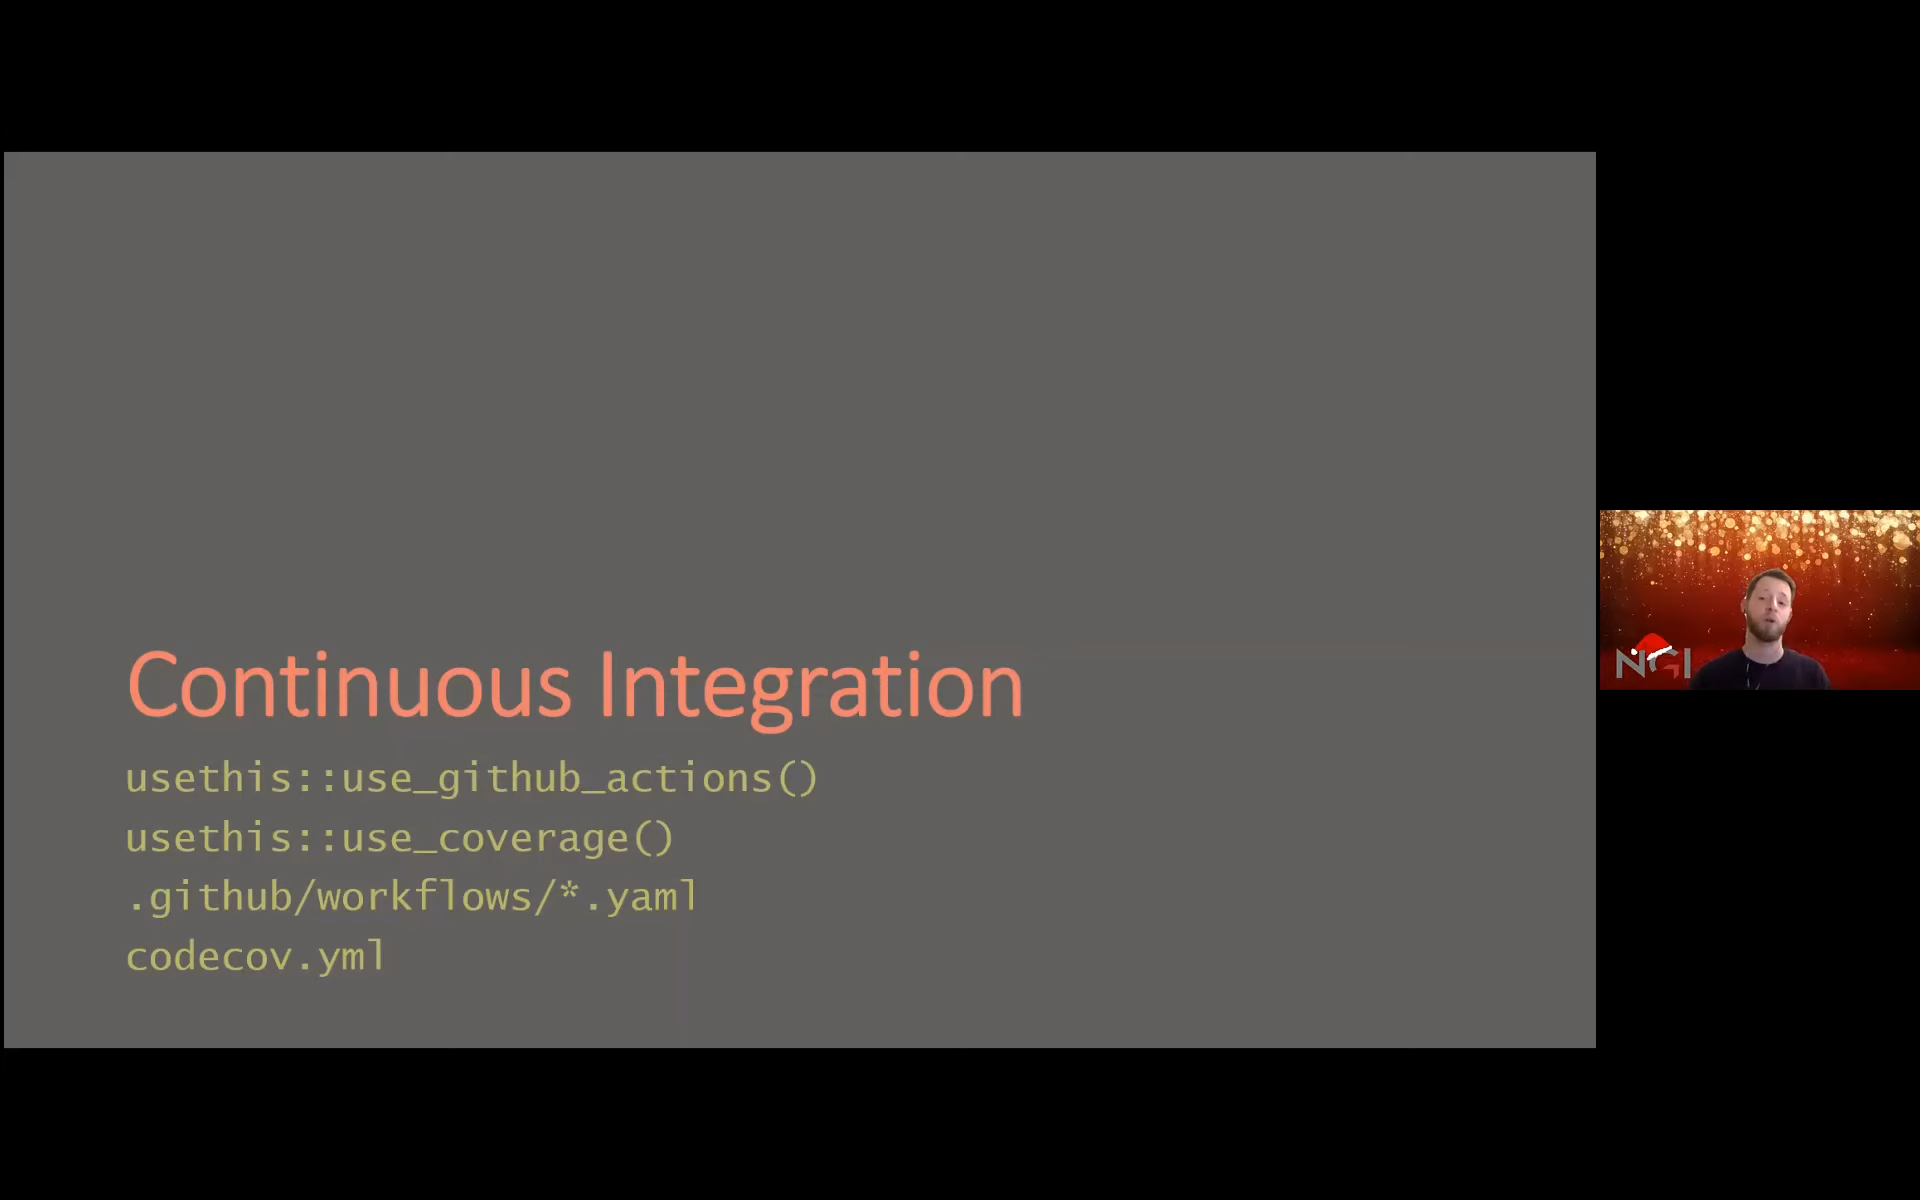 Continuous Integration
usethis::use_github_actions()
usethis::use_coverage()
.github/workflows/*.yaml
codecov.yml
NGI